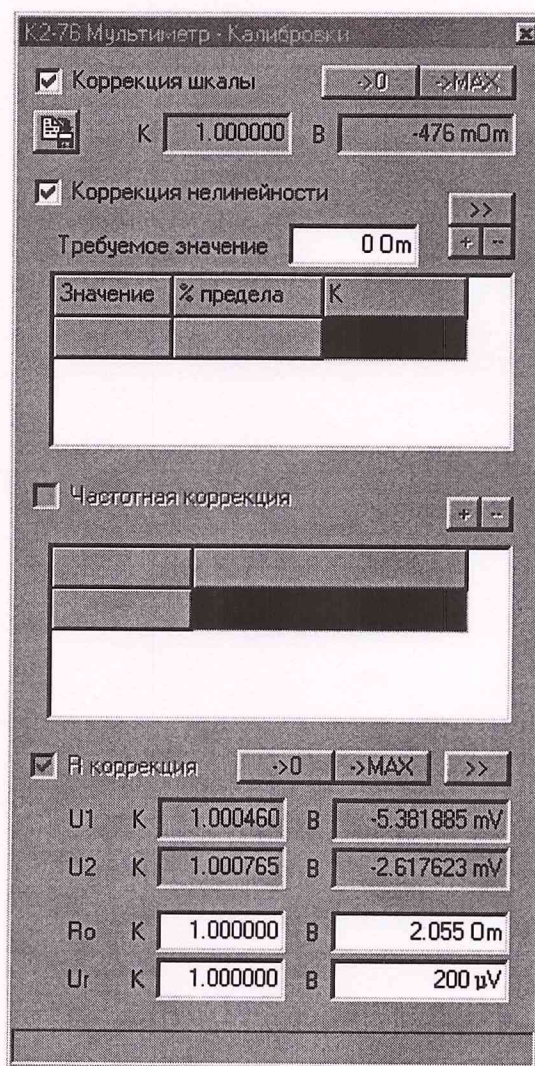 К2-76 Мультиметр - Калибровки
Коррекция шкалы ->0 ->MAX
K 1.000000 B -476 mOm
Коррекция нелинейности
>>
Требуемое значение 0 Om + --
Значение % предела K
Частотная коррекция + --
R коррекция ->0 ->MAX >>
U1 K 1.000460 B -5.381885 mV
U2 K 1.000765 B -2.617623 mV
Ro K 1.000000 B 2.055 Om
Ur K 1.000000 B 200 µV